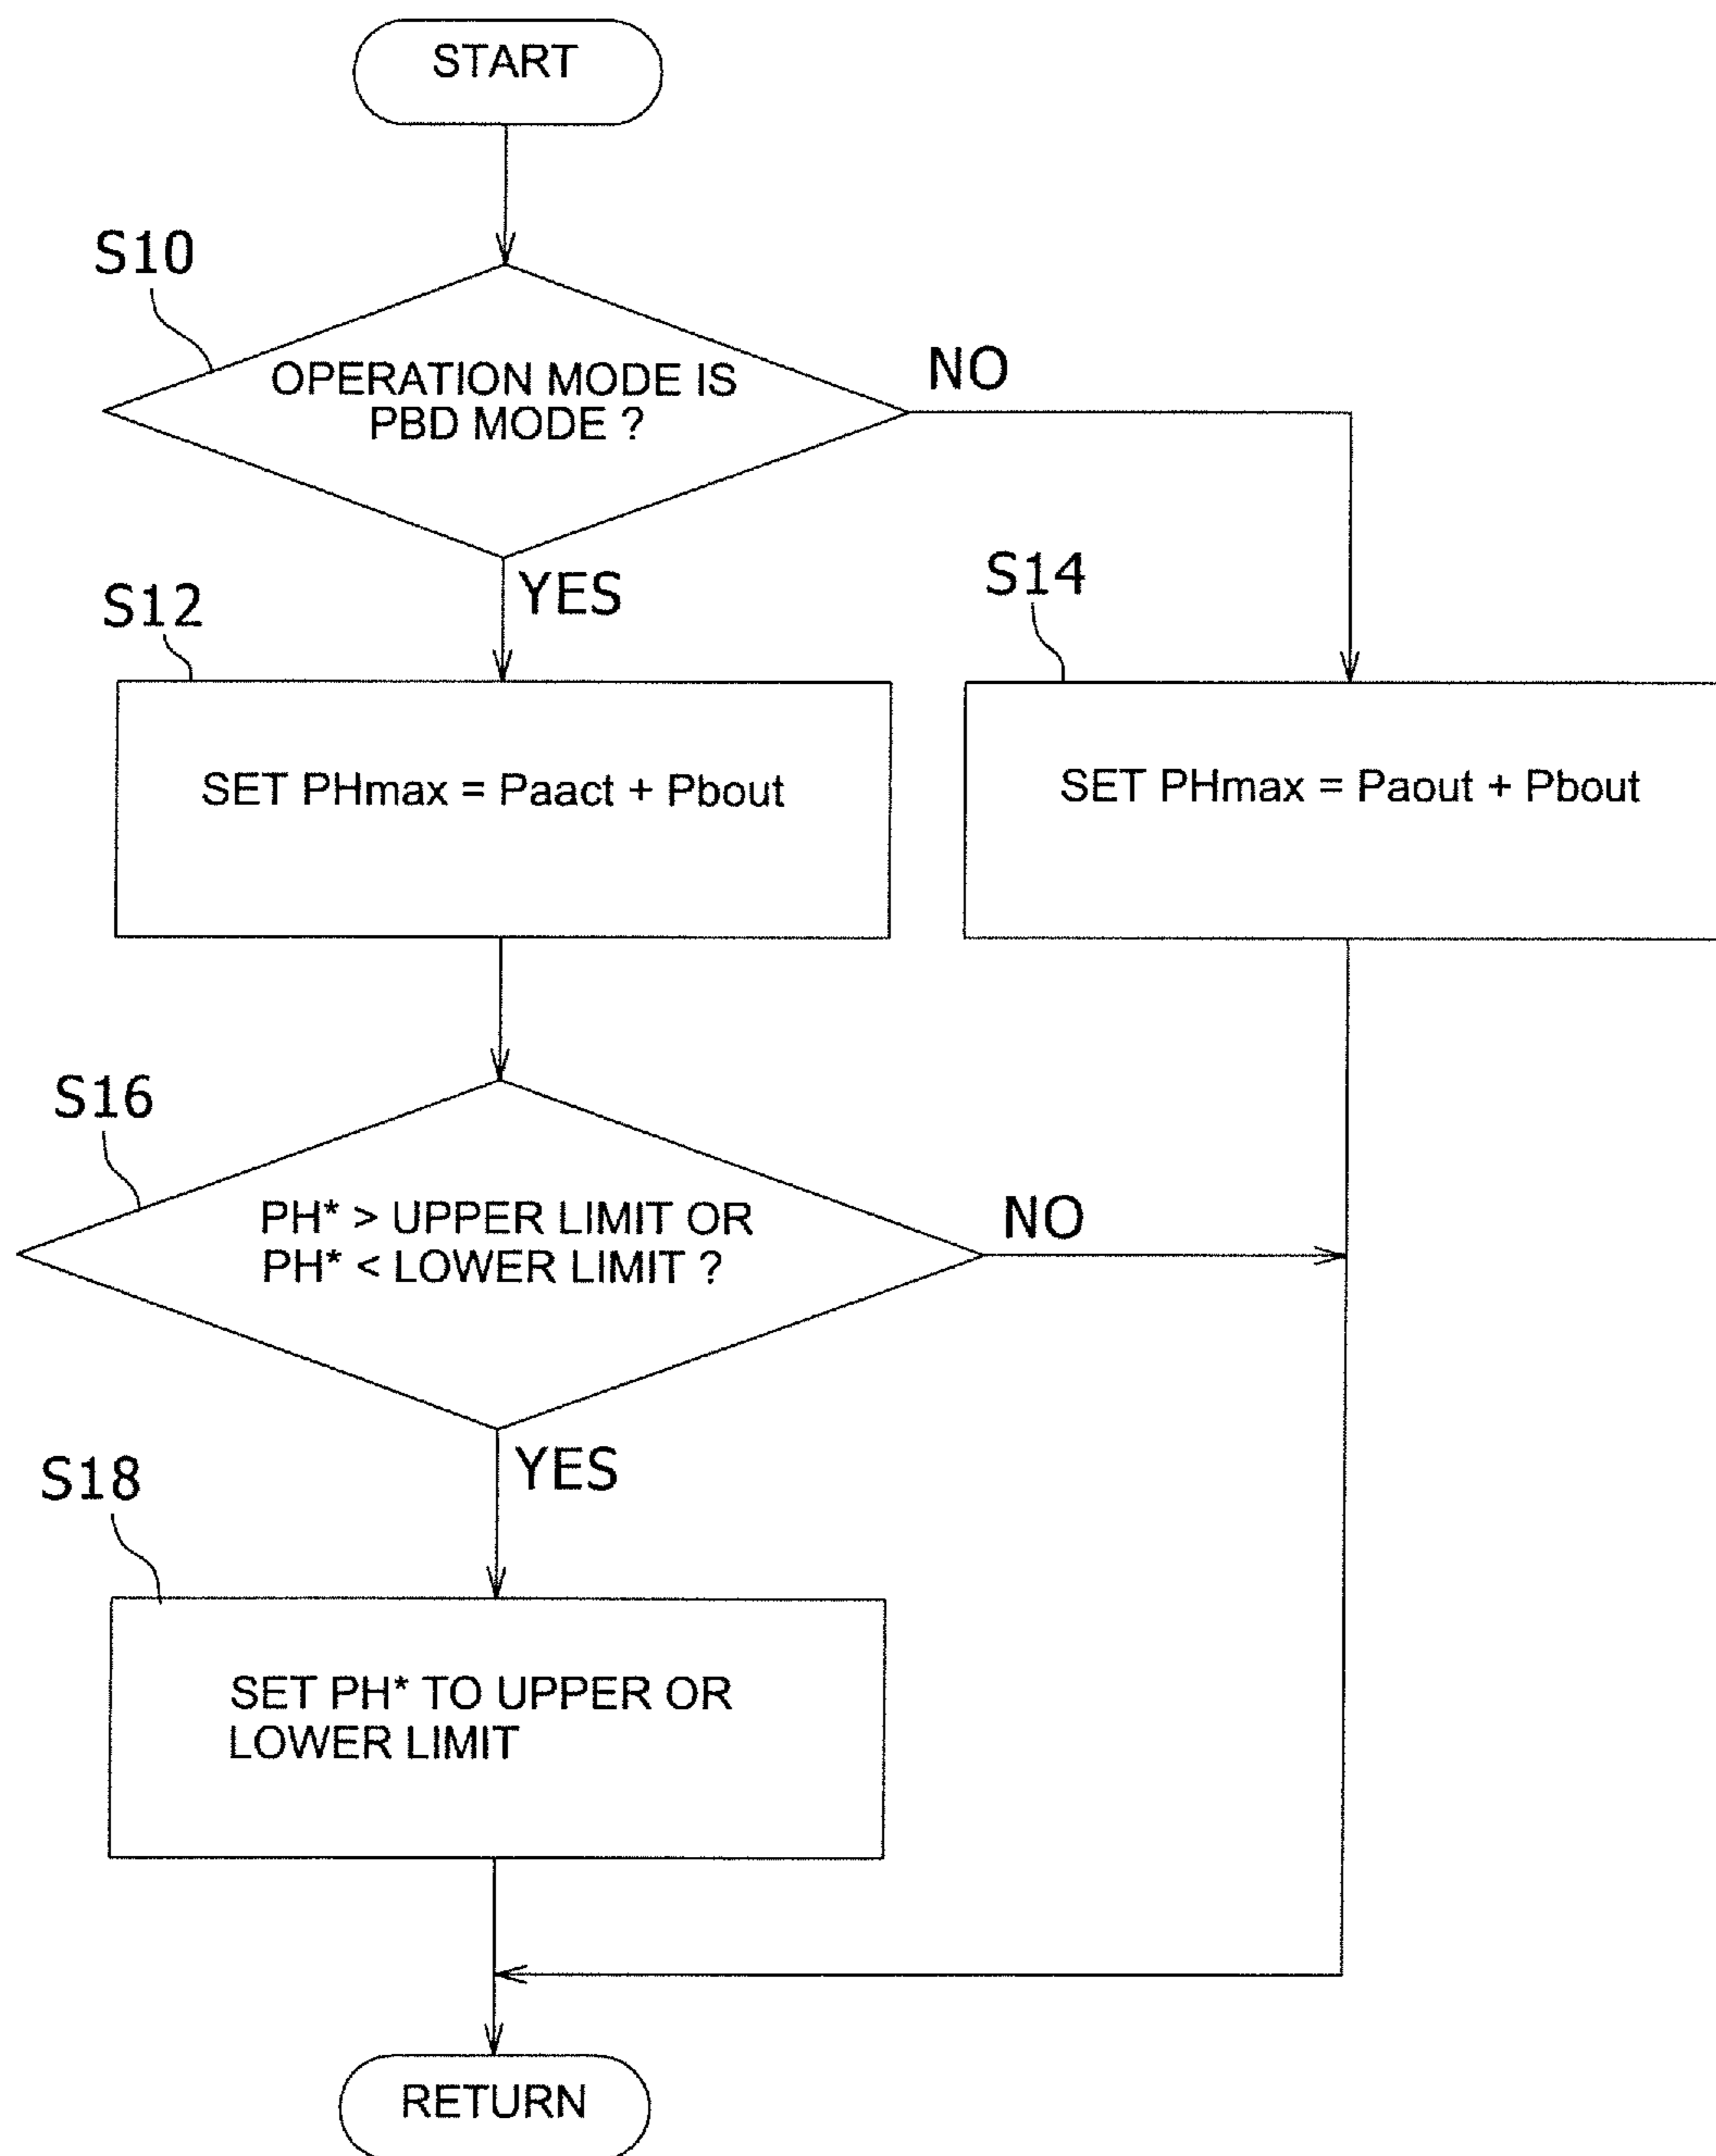 START
S10
OPERATION MODE IS
PBD MODE ?
NO
YES
S12
S14
SET PHmax = Paact + Pbout
SET PHmax = Paout + Pbout
S16
PH* > UPPER LIMIT OR
PH* < LOWER LIMIT ?
NO
YES
S18
SET PH* TO UPPER OR
LOWER LIMIT
RETURN